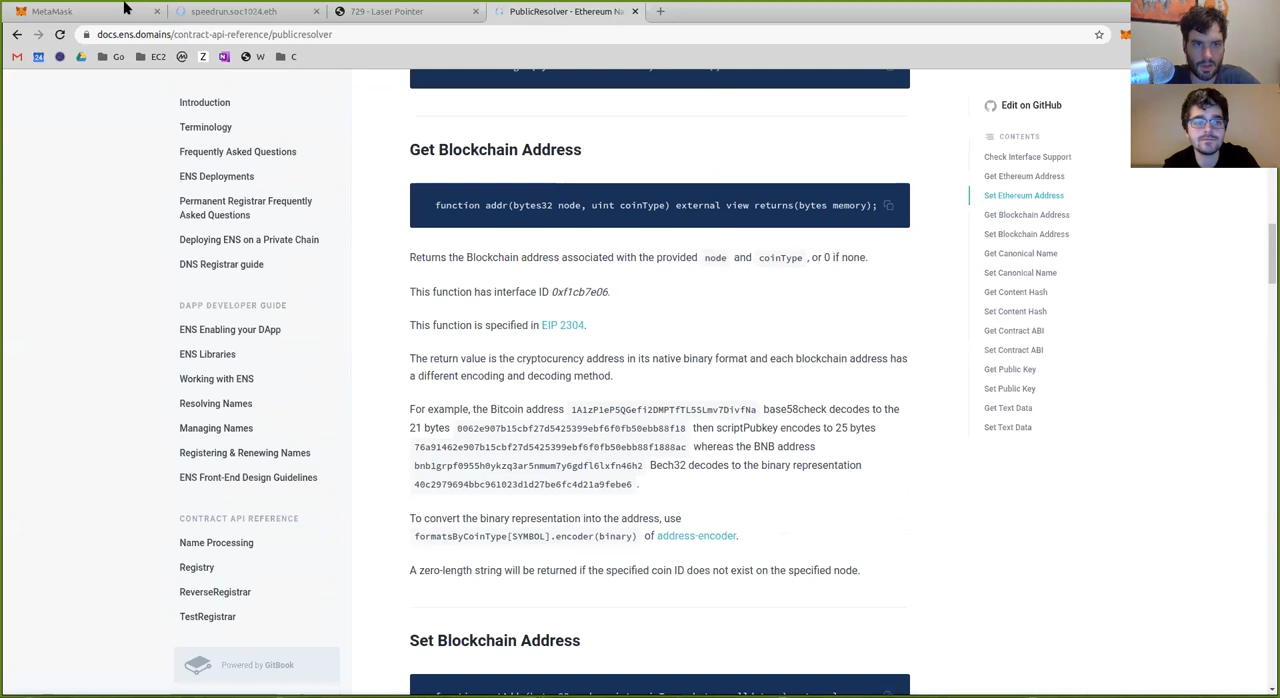 MetaMask
speedrun.soc1024.eth
729 - Laser Pointer
PublicResolver - Ethereum Na
docs.ens.domains/contract-api-reference/publicresolver
Go
EC2
Z
W
C
Introduction
Terminology
Frequently Asked Questions
ENS Deployments
Permanent Registrar Frequently
Asked Questions
Deploying ENS on a Private Chain
DNS Registrar guide
DAPP DEVELOPER GUIDE
ENS Enabling your DApp
ENS Libraries
Working with ENS
Resolving Names
Managing Names
Registering & Renewing Names
ENS Front-End Design Guidelines
CONTRACT API REFERENCE
Name Processing
Registry
ReverseRegistrar
TestRegistrar
Powered by GitBook
Get Blockchain Address
function addr(bytes32 node, uint coinType) external view returns(bytes memory);
Returns the Blockchain address associated with the provided node and coinType, or 0 if none.
This function has interface ID 0xf1cb7e06.
This function is specified in EIP 2304.
The return value is the cryptocurency address in its native binary format and each blockchain address has
a different encoding and decoding method.
For example, the Bitcoin address 1A1zP1eP5QGefi2DMPTfTL5SLmv7DivfNa base58check decodes to the
21 bytes 0062e907b15cbf27d5425399ebf6f0fb50ebb88f18 then scriptPubkey encodes to 25 bytes
76a91462e907b15cbf27d5425399ebf6f0fb50ebb88f1888ac whereas the BNB address
bnb1grpf0955h0ykzq3ar5nmum7y6gdfl6lxfn46h2 Bech32 decodes to the binary representation
40c2979694bbc961023d1d27be6fc4d21a9febe6 .
To convert the binary representation into the address, use
formatsByCoinType[SYMBOL].encoder(binary) of address-encoder.
A zero-length string will be returned if the specified coin ID does not exist on the specified node.
Set Blockchain Address
Edit on GitHub
CONTENTS
Check Interface Support
Get Ethereum Address
Set Ethereum Address
Get Blockchain Address
Set Blockchain Address
Get Canonical Name
Set Canonical Name
Get Content Hash
Set Content Hash
Get Contract ABI
Set Contract ABI
Get Public Key
Set Public Key
Get Text Data
Set Text Data